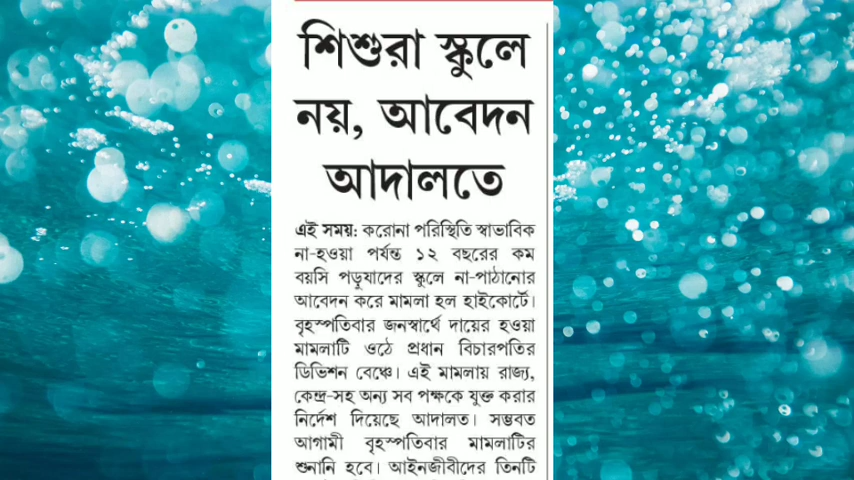 শিশুরা স্কুলে
নয়, আবেদন
আদালতে
এই সময়: করোনা পরিস্থিতি স্বাভাবিক
না-হওয়া পর্যন্ত ১২ বছরের কম
বয়সি পড়ুযাদের স্কুলে না-পাঠানোর
আবেদন করে মামলা হল হাইকোর্টে।
বৃহস্পতিবার জনস্বার্থে দায়ের হওয়া
মামলাটি ওঠে প্রধান বিচারপতির
ডিভিশন বেঞ্চে। এই মামলায় রাজ্য,
কেন্দ্র-সহ অন্য সব পক্ষকে যুক্ত করার
নির্দেশ দিয়েছে আদালত। সম্ভবত
আগামী বৃহস্পতিবার মামলাটির
শুনানি হবে। আইনজীবীদের তিনটি